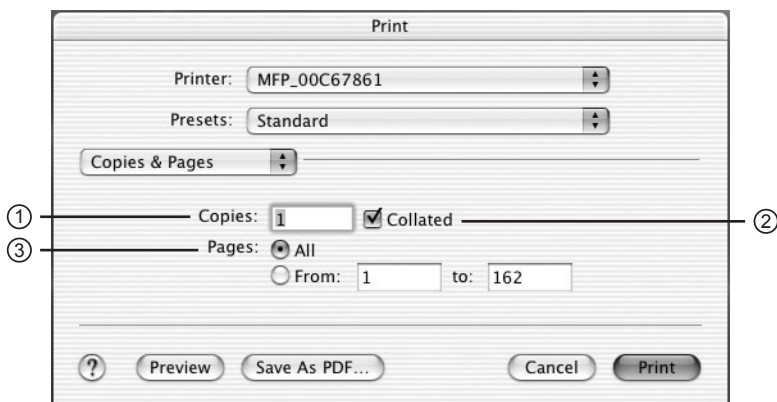 Print
Printer: MFP_00C67861
Presets: Standard
Copies & Pages
① Copies: 1 Collated ②
③ Pages: All
From: 1 to: 162
? Preview Save As PDF... Cancel Print